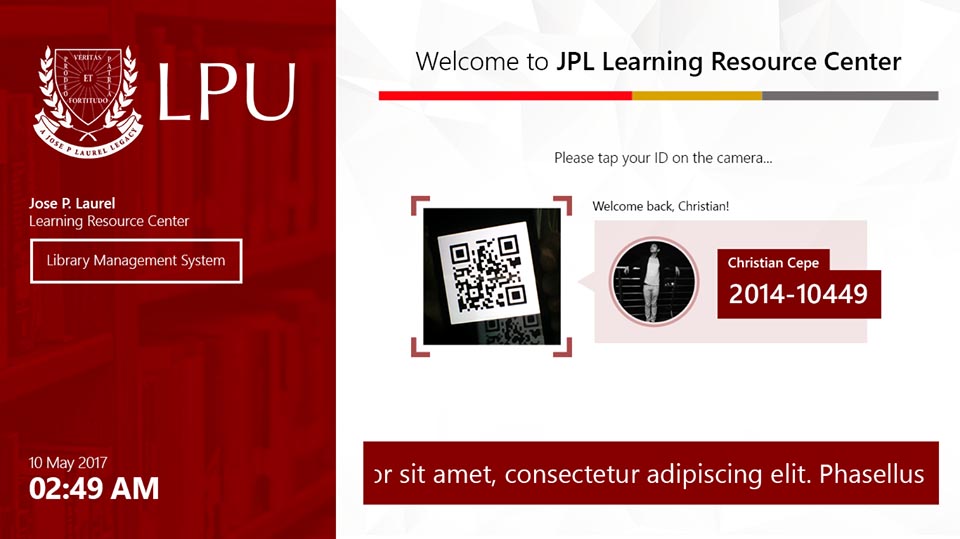 VERITAS
PRO DEO
ET
PATRIA
FORTITUDO
A JOSE P LAUREL LEGACY
LPU
Jose P. Laurel
Learning Resource Center
Library Management System
10 May 2017
02:49 AM
Welcome to JPL Learning Resource Center
Please tap your ID on the camera...
Welcome back, Christian!
Christian Cepe
2014-10449
or sit amet, consectetur adipiscing elit. Phasellus